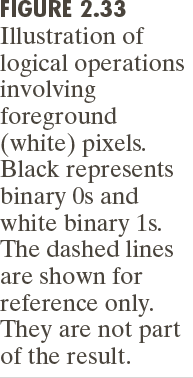 FIGURE 2.33
Illustration of
logical operations
involving
foreground
(white) pixels.
Black represents
binary 0s and
white binary 1s.
The dashed lines
are shown for
reference only.
They are not part
of the result.